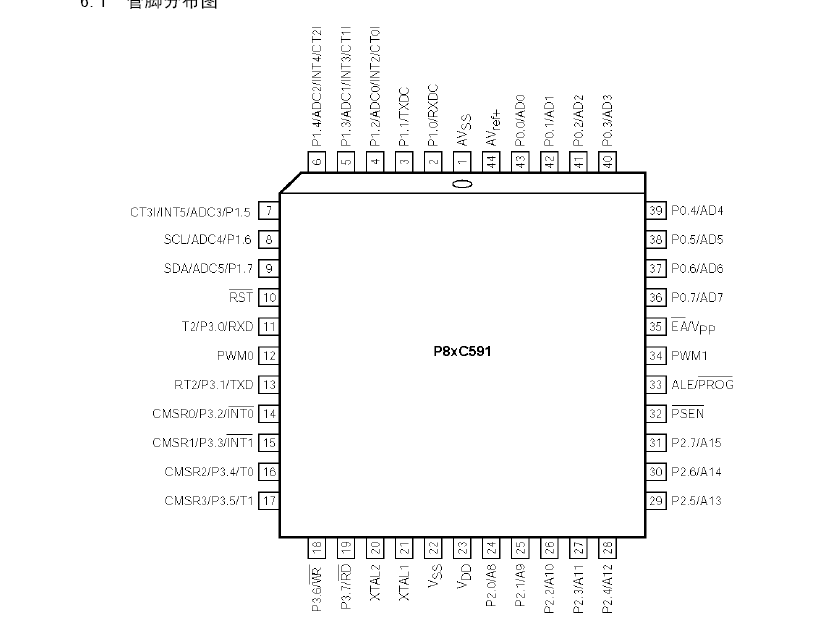 6.1 管脚分布图
P1.4/ADC2/INT4/CT2I
P1.3/ADC1/INT3/CT1I
P1.2/ADC0/INT2/CT0I
P1.1/TXDC
P1.0/RXDC
AVSS
AVref+
P0.0/AD0
P0.1/AD1
P0.2/AD2
P0.3/AD3
6 5 4 3 2 1 44 43 42 41 40
CT3I/INT5/ADC3/P1.5 7
39 P0.4/AD4
SCL/ADC4/P1.6 8
38 P0.5/AD5
SDA/ADC5/P1.7 9
37 P0.6/AD6
RST 10
36 P0.7/AD7
T2/P3.0/RXD 11
35 EA/VPP
PWM0 12
P8xC591
34 PWM1
RT2/P3.1/TXD 13
33 ALE/PROG
CMSR0/P3.2/INT0 14
32 PSEN
CMSR1/P3.3/INT1 15
31 P2.7/A15
CMSR2/P3.4/T0 16
30 P2.6/A14
CMSR3/P3.5/T1 17
29 P2.5/A13
18 19 20 21 22 23 24 25 26 27 28
P3.6/WR
P3.7/RD
XTAL2
XTAL1
VSS
VDD
P2.0/A8
P2.1/A9
P2.2/A10
P2.3/A11
P2.4/A12